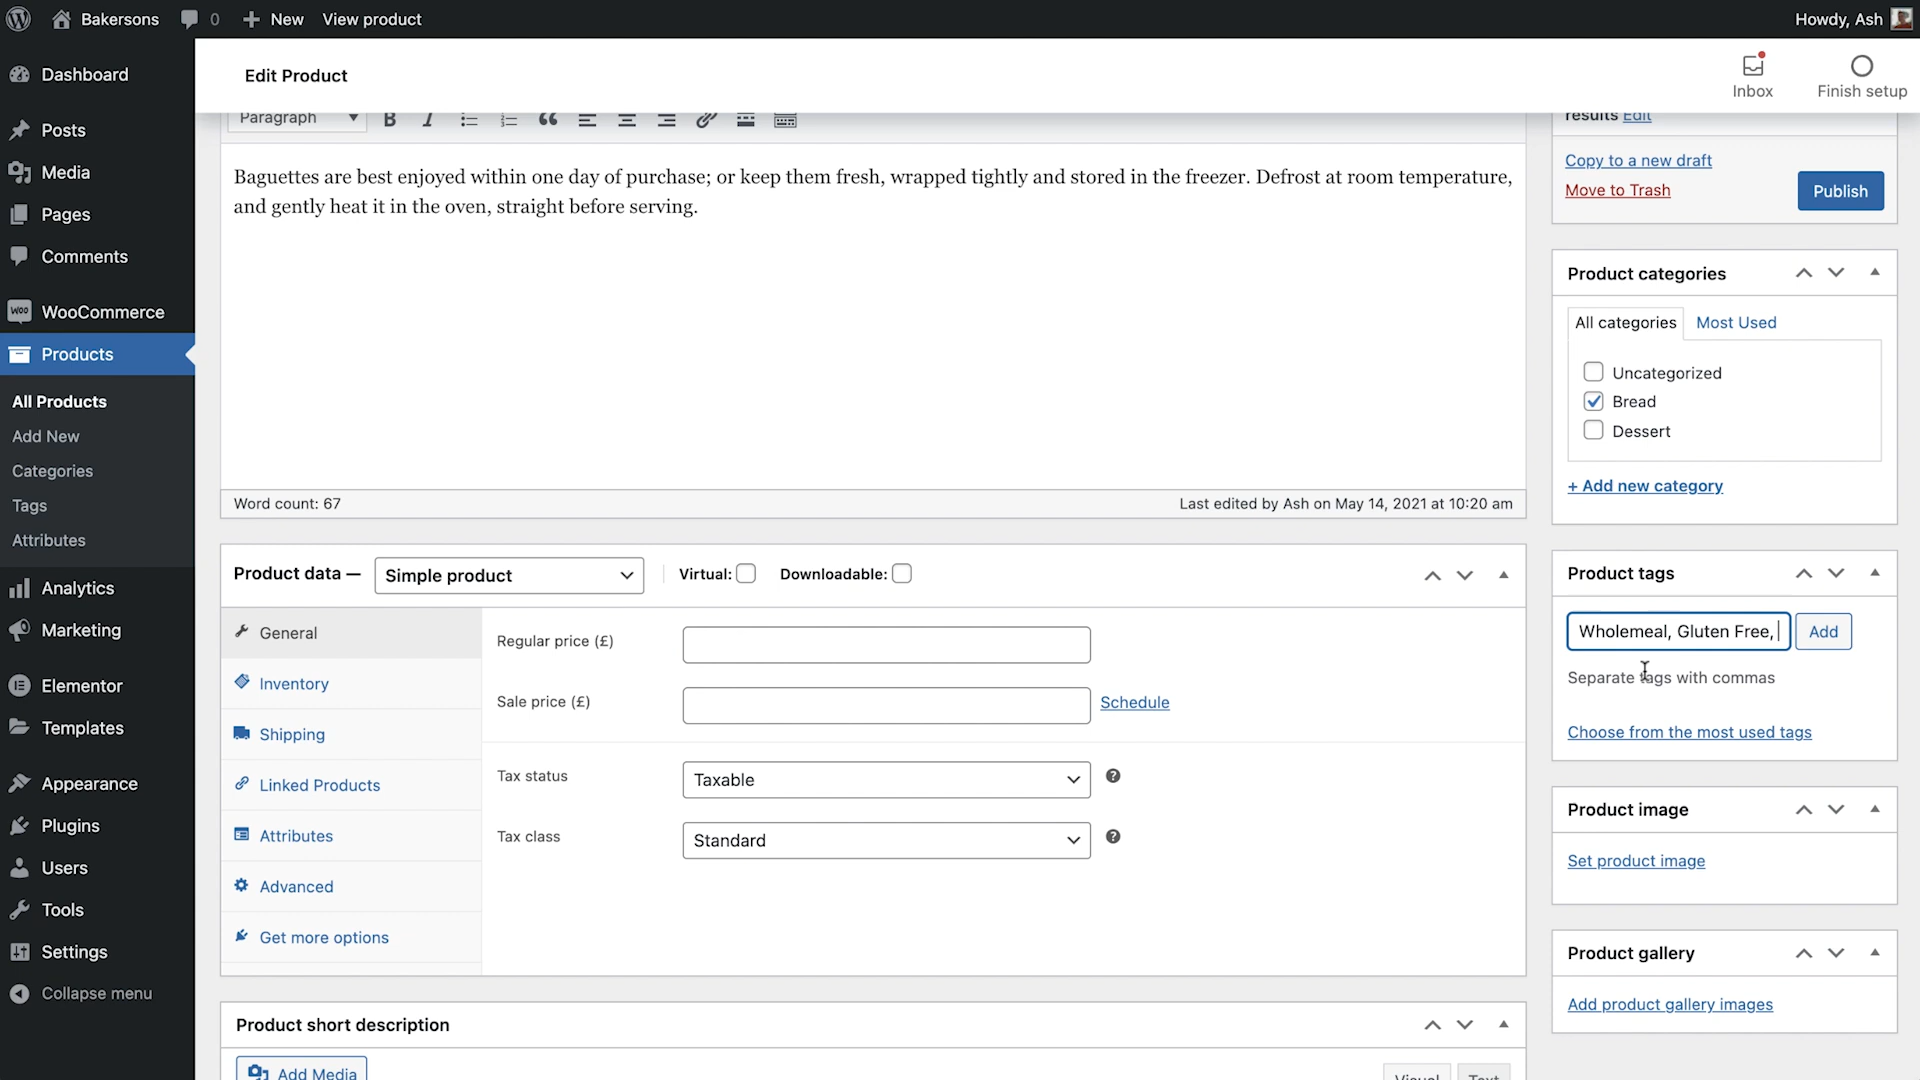 Bakersons
0
New
View product
Howdy, Ash
Dashboard
Posts
Media
Pages
Comments
WooCommerce
Products
All Products
Add New
Categories
Tags
Attributes
Analytics
Marketing
Elementor
Templates
Appearance
Plugins
Users
Tools
Settings
Collapse menu
Edit Product
Inbox
Finish setup
Paragraph
Baguettes are best enjoyed within one day of purchase; or keep them fresh, wrapped tightly and stored in the freezer. Defrost at room temperature,
and gently heat it in the oven, straight before serving.
Word count: 67
Last edited by Ash on May 14, 2021 at 10:20 am
Product data — Simple product
Virtual:
Downloadable:
General
Inventory
Shipping
Linked Products
Attributes
Advanced
Get more options
Regular price (£)
Sale price (£)
Schedule
Tax status
Taxable
Tax class
Standard
Product short description
Add Media
Visual
Text
results Edit
Copy to a new draft
Move to Trash
Publish
Product categories
All categories
Most Used
Uncategorized
Bread
Dessert
+ Add new category
Product tags
Wholemeal, Gluten Free,
Add
Separate tags with commas
Choose from the most used tags
Product image
Set product image
Product gallery
Add product gallery images